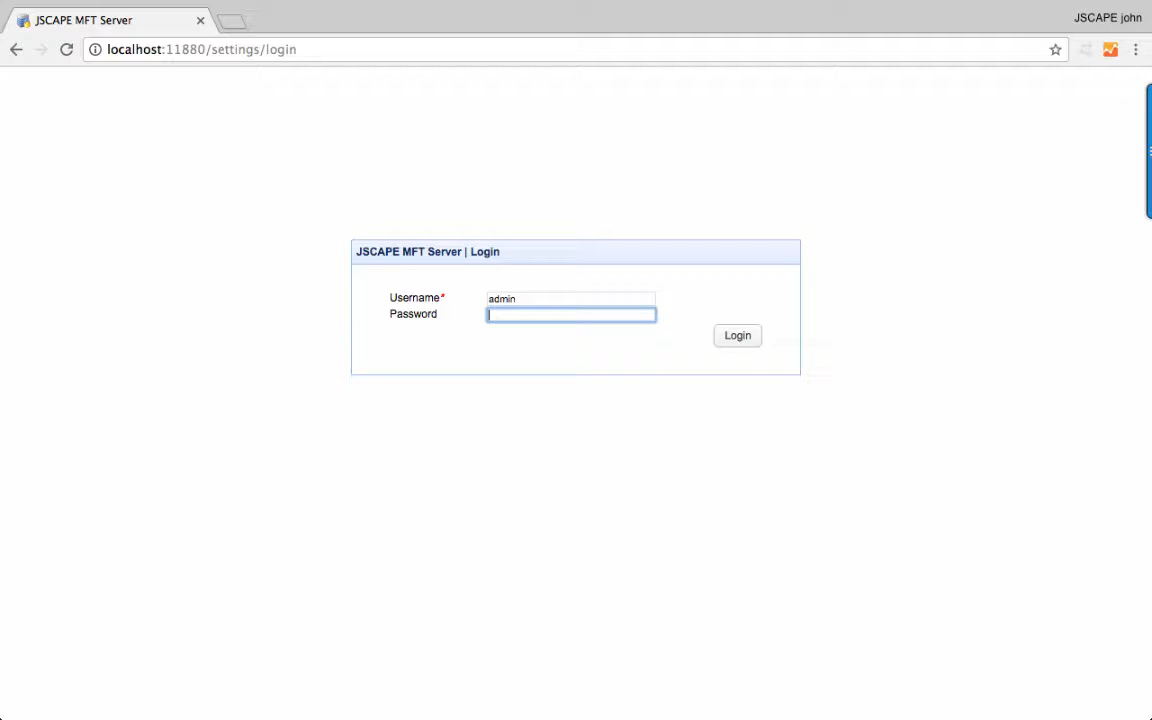 JSCAPE MFT Server
JSCAPE john
localhost:11880/settings/login
JSCAPE MFT Server | Login
Username* admin
Password
Login